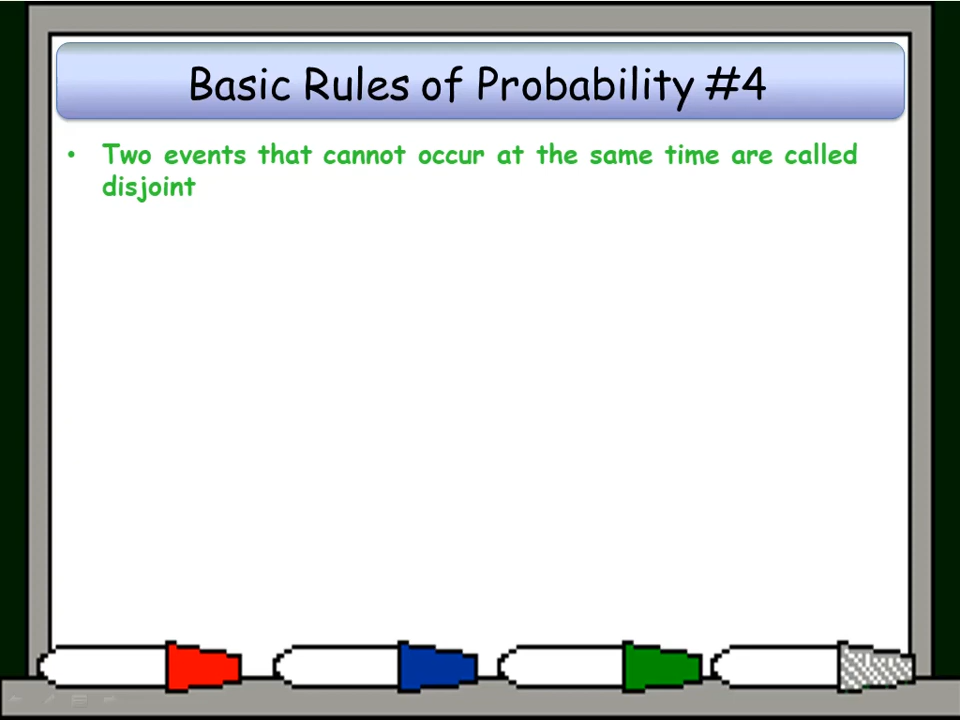 Basic Rules of Probability #4
• Two events that cannot occur at the same time are called
disjoint